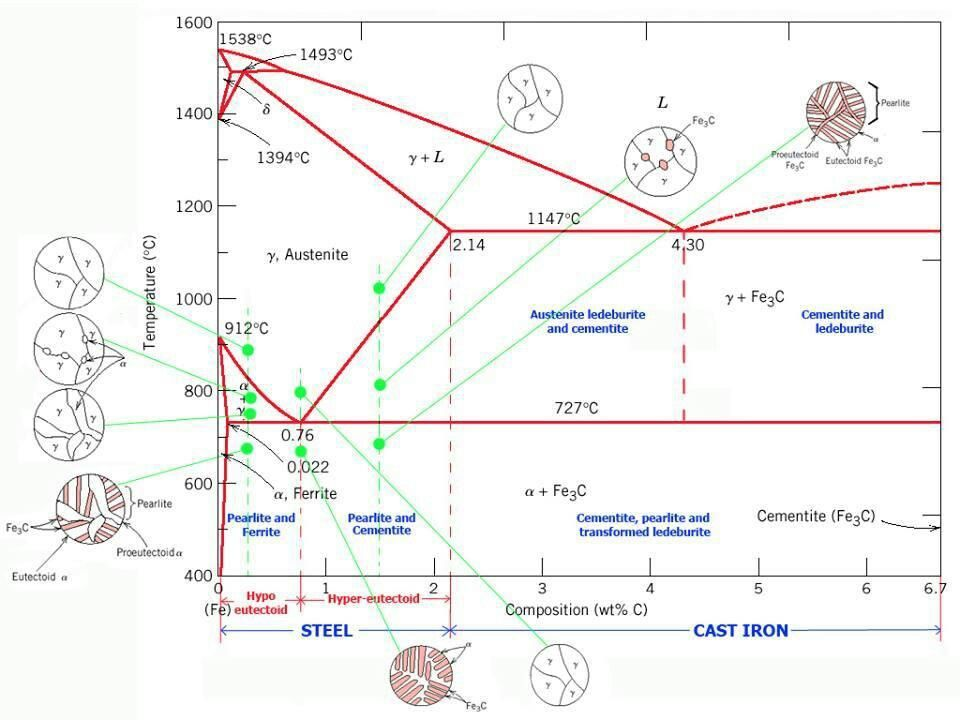 1600
1538°C
1493°C
δ
L
Fe₃C
Pearlite
γ γ γ
γ γ γ
α
1400
1394°C
γ + L
Proeutectoid
Fe₃C
Eutectoid Fe₃C
1200
1147°C
2.14
4.30
γ, Austenite
Temperature (°C)
γ γ γ γ
1000
γ + Fe₃C
Austenite ledeburite
and cementite
Cementite and
ledeburite
912°C
γ γ γ γ
α
800
α
+
γ
727°C
γ γ γ γ
0.76
0.022
600
α, Ferrite
α + Fe₃C
Pearlite
Fe₃C
Proeutectoid α
Eutectoid α
Pearlite and
Ferrite
Pearlite and
Cementite
Cementite, pearlite and
transformed ledeburite
Cementite (Fe₃C)
400
0 1 2 3 4 5 6 6.7
(Fe)
Hypo
eutectoid
Hyper-eutectoid
Composition (wt% C)
STEEL
CAST IRON
α
Fe₃C
γ γ γ